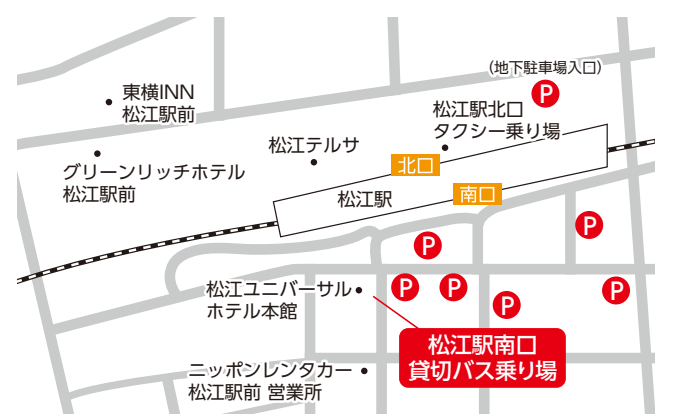 (地下駐車場入口)
P
東横INN
松江駅前
松江駅北口
タクシー乗り場
松江テルサ
グリーンリッチホテル
松江駅前
北口
松江駅
南口
P
P
P
P
P
P
松江ユニバーサル
ホテル本館
松江駅南口
貸切バス乗り場
ニッポンレンタカー
松江駅前 営業所